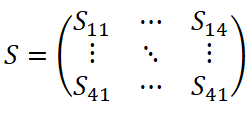 S = ( S₁₁ ⋯ S₁₄
⋮ ⋱ ⋮
S₄₁ ⋯ S₄₁ )